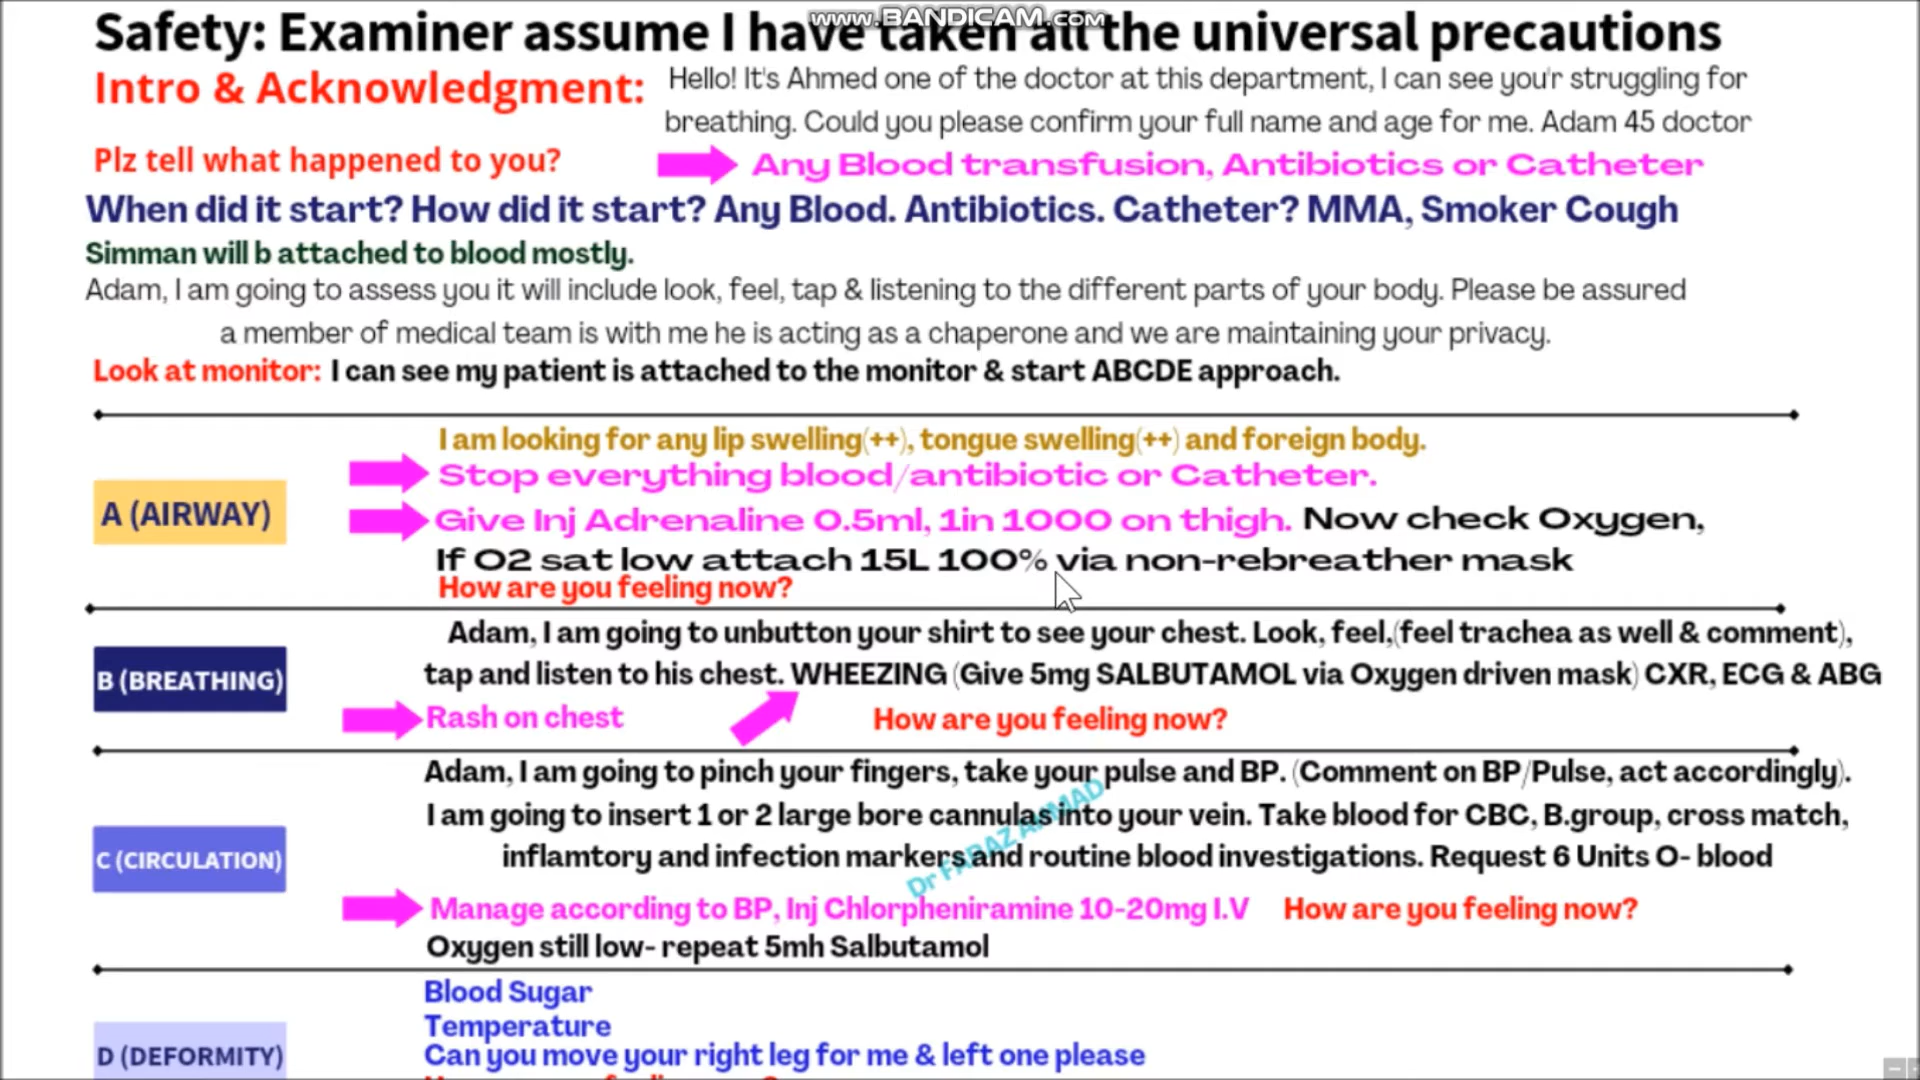 www.BANDICAM.com
Safety: Examiner assume I have taken all the universal precautions
Intro & Acknowledgment: Hello! It's Ahmed one of the doctor at this department, I can see you'r struggling for
breathing. Could you please confirm your full name and age for me. Adam 45 doctor
Plz tell what happened to you? Any Blood transfusion, Antibiotics or Catheter
When did it start? How did it start? Any Blood. Antibiotics. Catheter? MMA, Smoker Cough
Simman will b attached to blood mostly.
Adam, I am going to assess you it will include look, feel, tap & listening to the different parts of your body. Please be assured
a member of medical team is with me he is acting as a chaperone and we are maintaining your privacy.
Look at monitor: I can see my patient is attached to the monitor & start ABCDE approach.
I am looking for any lip swelling(++), tongue swelling(++) and foreign body.
Stop everything blood/antibiotic or Catheter.
A (AIRWAY)
Give Inj Adrenaline 0.5ml, 1in 1000 on thigh. Now check Oxygen,
If O2 sat low attach 15L 100% via non-rebreather mask
How are you feeling now?
Adam, I am going to unbutton your shirt to see your chest. Look, feel,(feel trachea as well & comment),
B (BREATHING)
tap and listen to his chest. WHEEZING (Give 5mg SALBUTAMOL via Oxygen driven mask) CXR, ECG & ABG
Rash on chest How are you feeling now?
Adam, I am going to pinch your fingers, take your pulse and BP. (Comment on BP/Pulse, act accordingly).
I am going to insert 1 or 2 large bore cannulas into your vein. Take blood for CBC, B.group, cross match,
C (CIRCULATION)
inflamtory and infection markers and routine blood investigations. Request 6 Units O- blood
Dr FARAZ AHMAD
Manage according to BP, Inj Chlorpheniramine 10-20mg I.V How are you feeling now?
Oxygen still low- repeat 5mh Salbutamol
Blood Sugar
Temperature
D (DEFORMITY)
Can you move your right leg for me & left one please